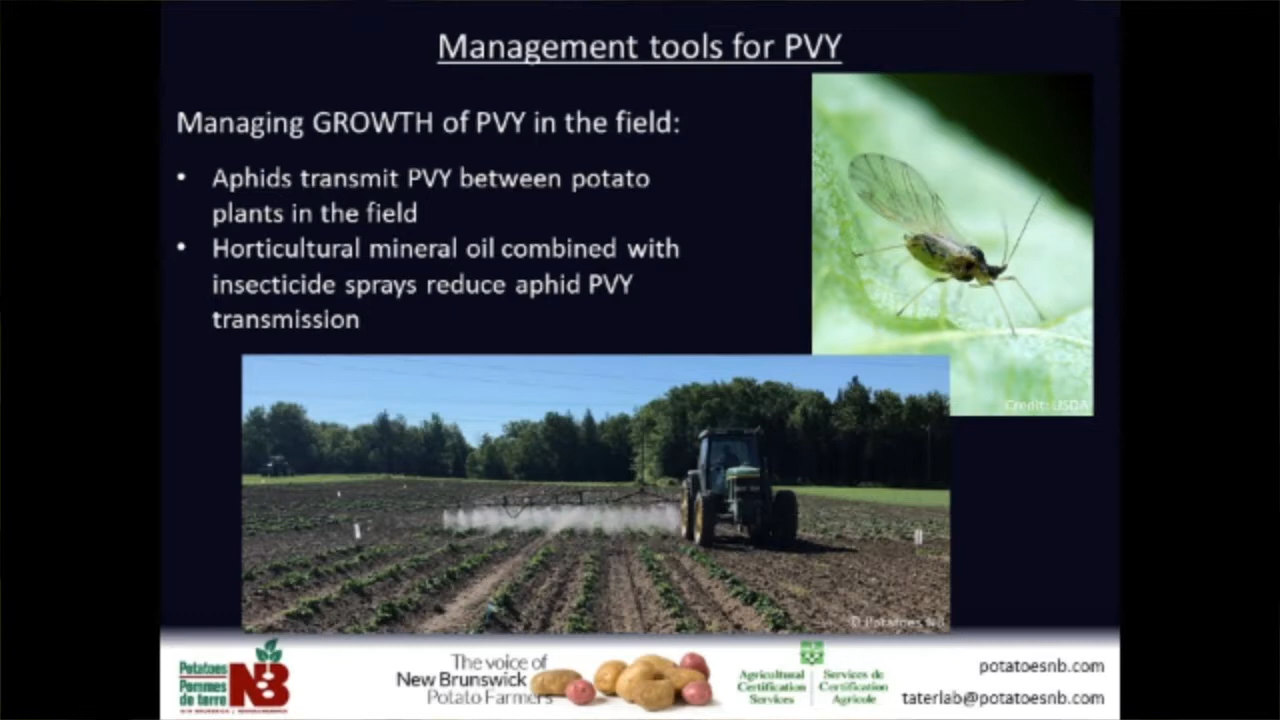 Management tools for PVY
Managing GROWTH of PVY in the field:
• Aphids transmit PVY between potato
plants in the field
• Horticultural mineral oil combined with
insecticide sprays reduce aphid PVY
transmission
Credit: USDA
© Potatoes NB
Potatoes
Pommes
de terre
NB
The voice of
New Brunswick
Potato Farmers
Agricultural
Certification
Services
Services de
Certification
Agricole
potatoesnb.com
taterlab@potatoesnb.com